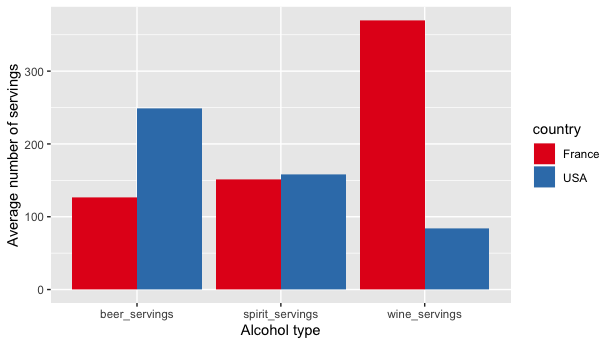 Average number of servings
300
200
100
0
beer_servings
spirit_servings
wine_servings
Alcohol type
country
France
USA